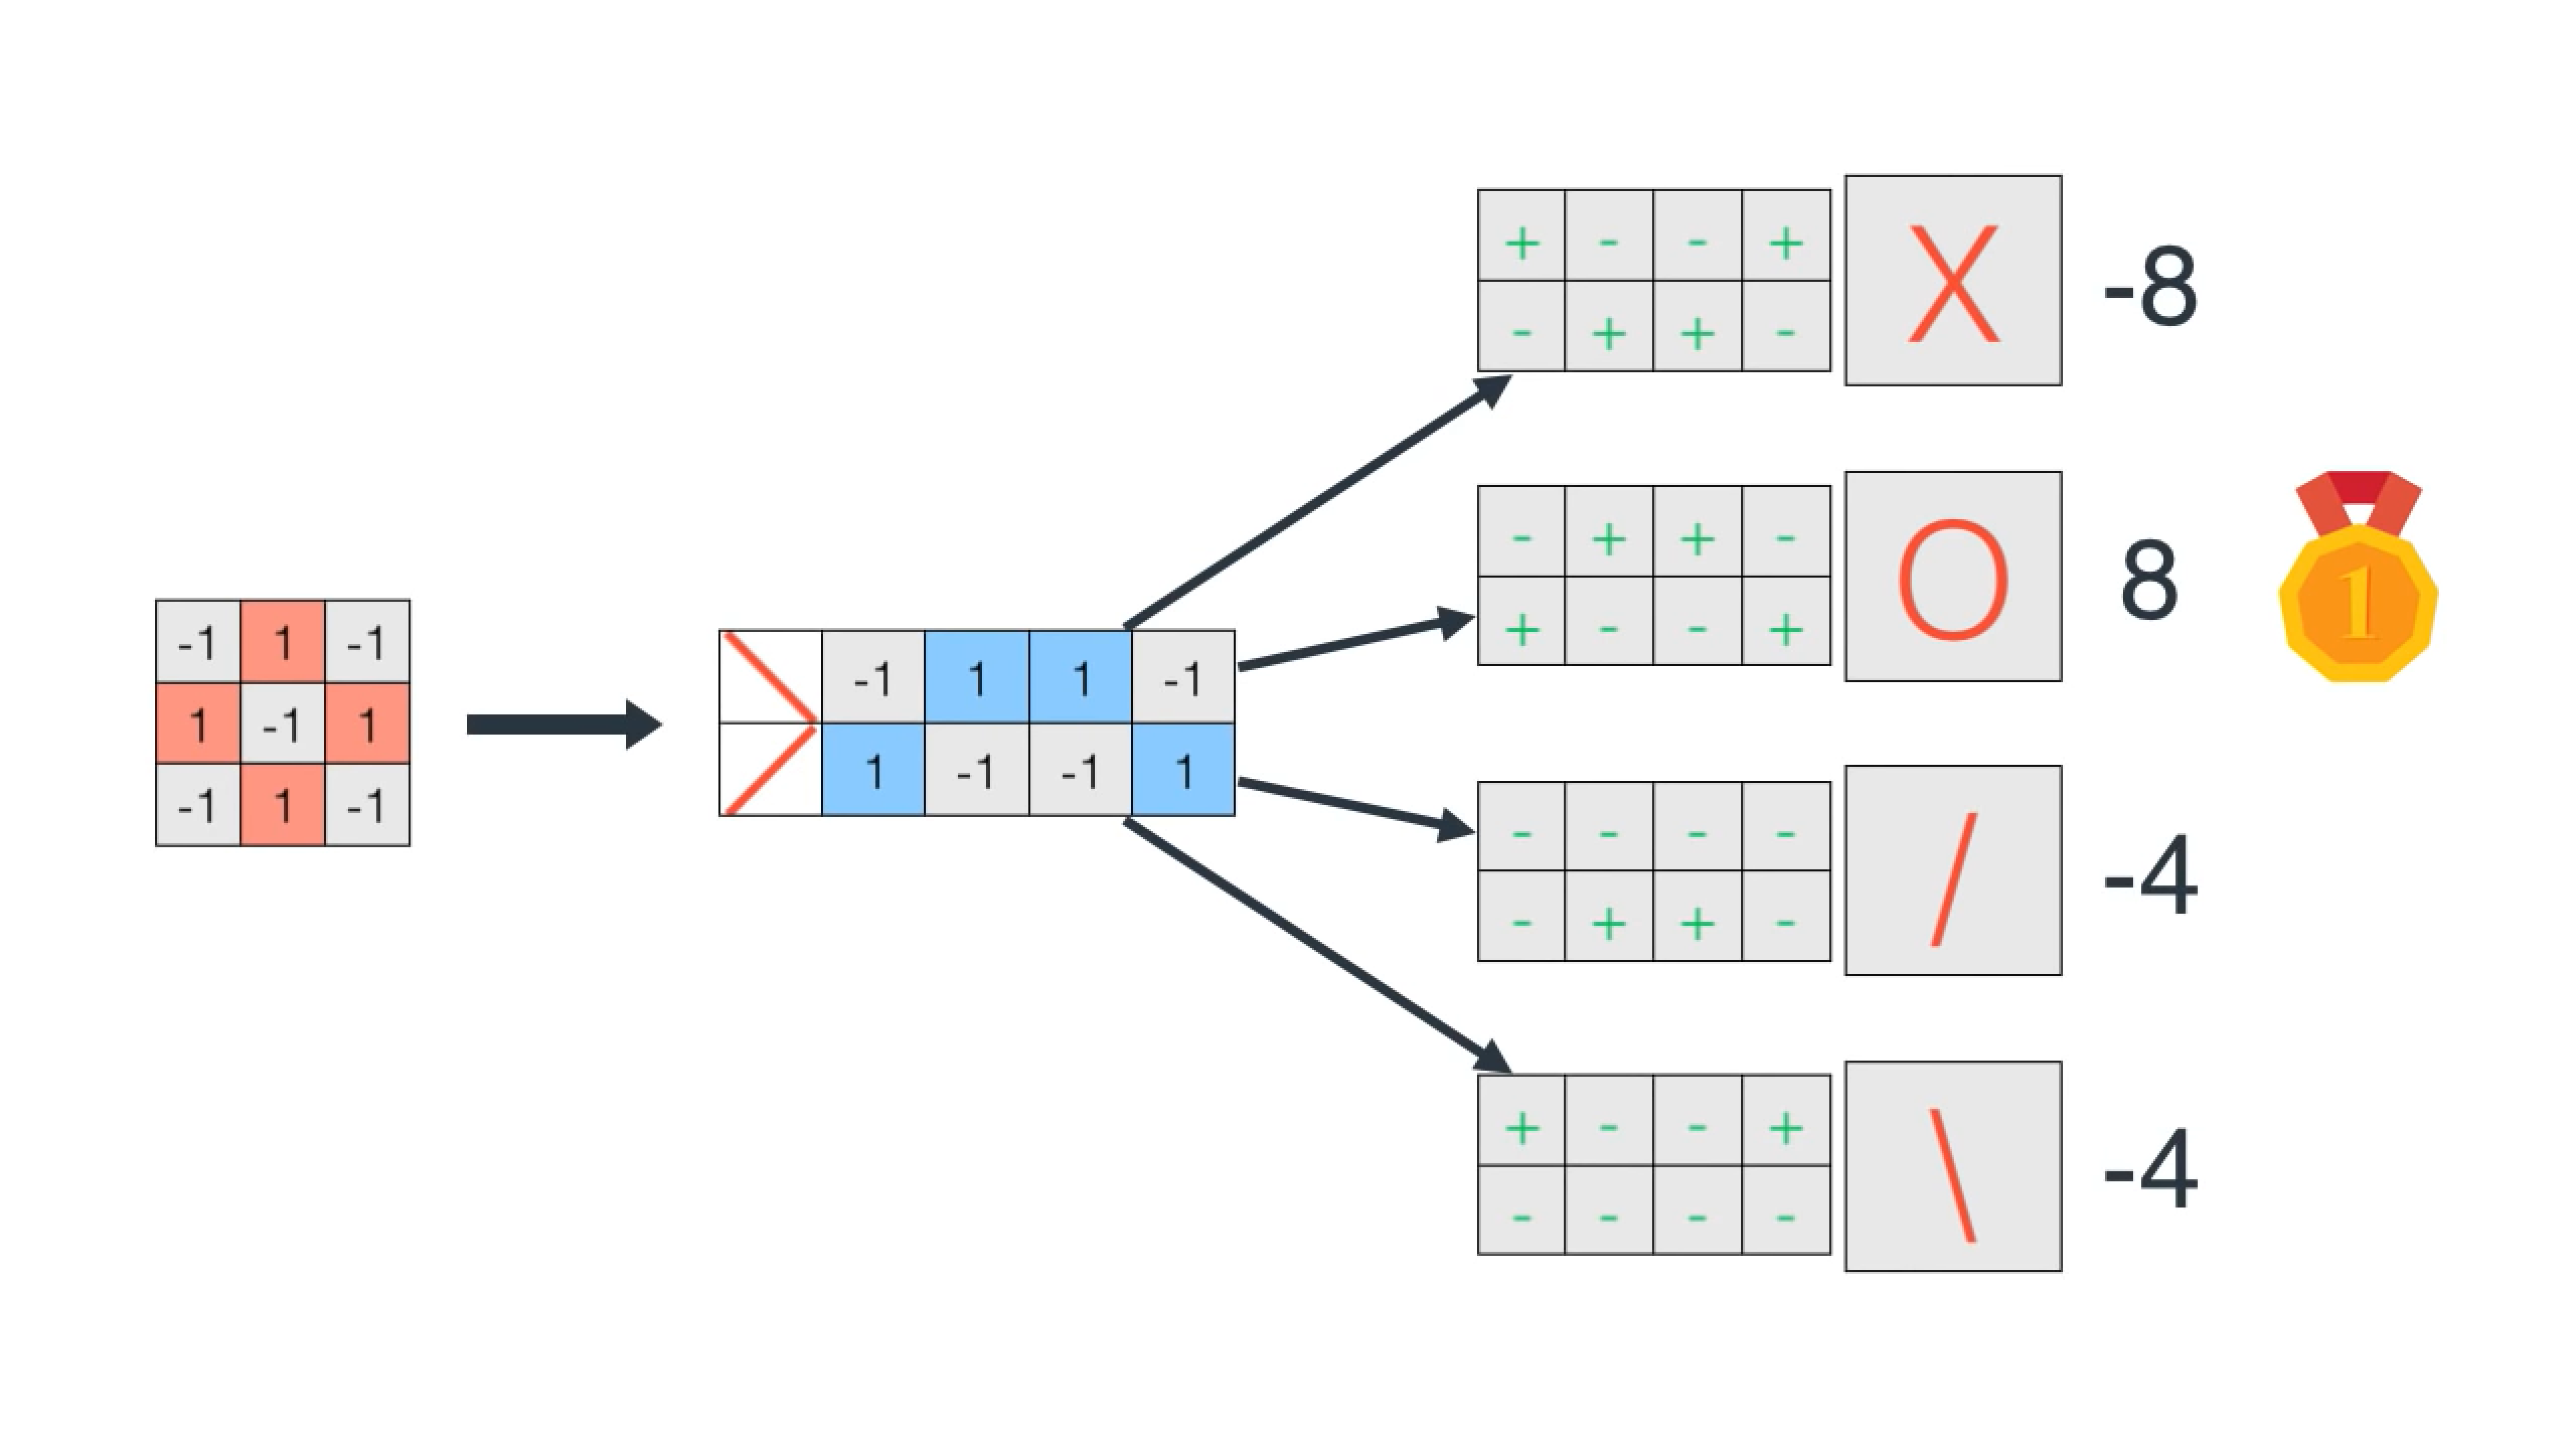 -1 1 -1
1 -1 1
-1 1 -1
-1 1 1 -1
1 -1 -1 1
+ - - +
- + + -
X
-8
- + + -
+ - - +
O
8
1
- - - -
- + + -
/
-4
+ - - +
- - - -
\
-4